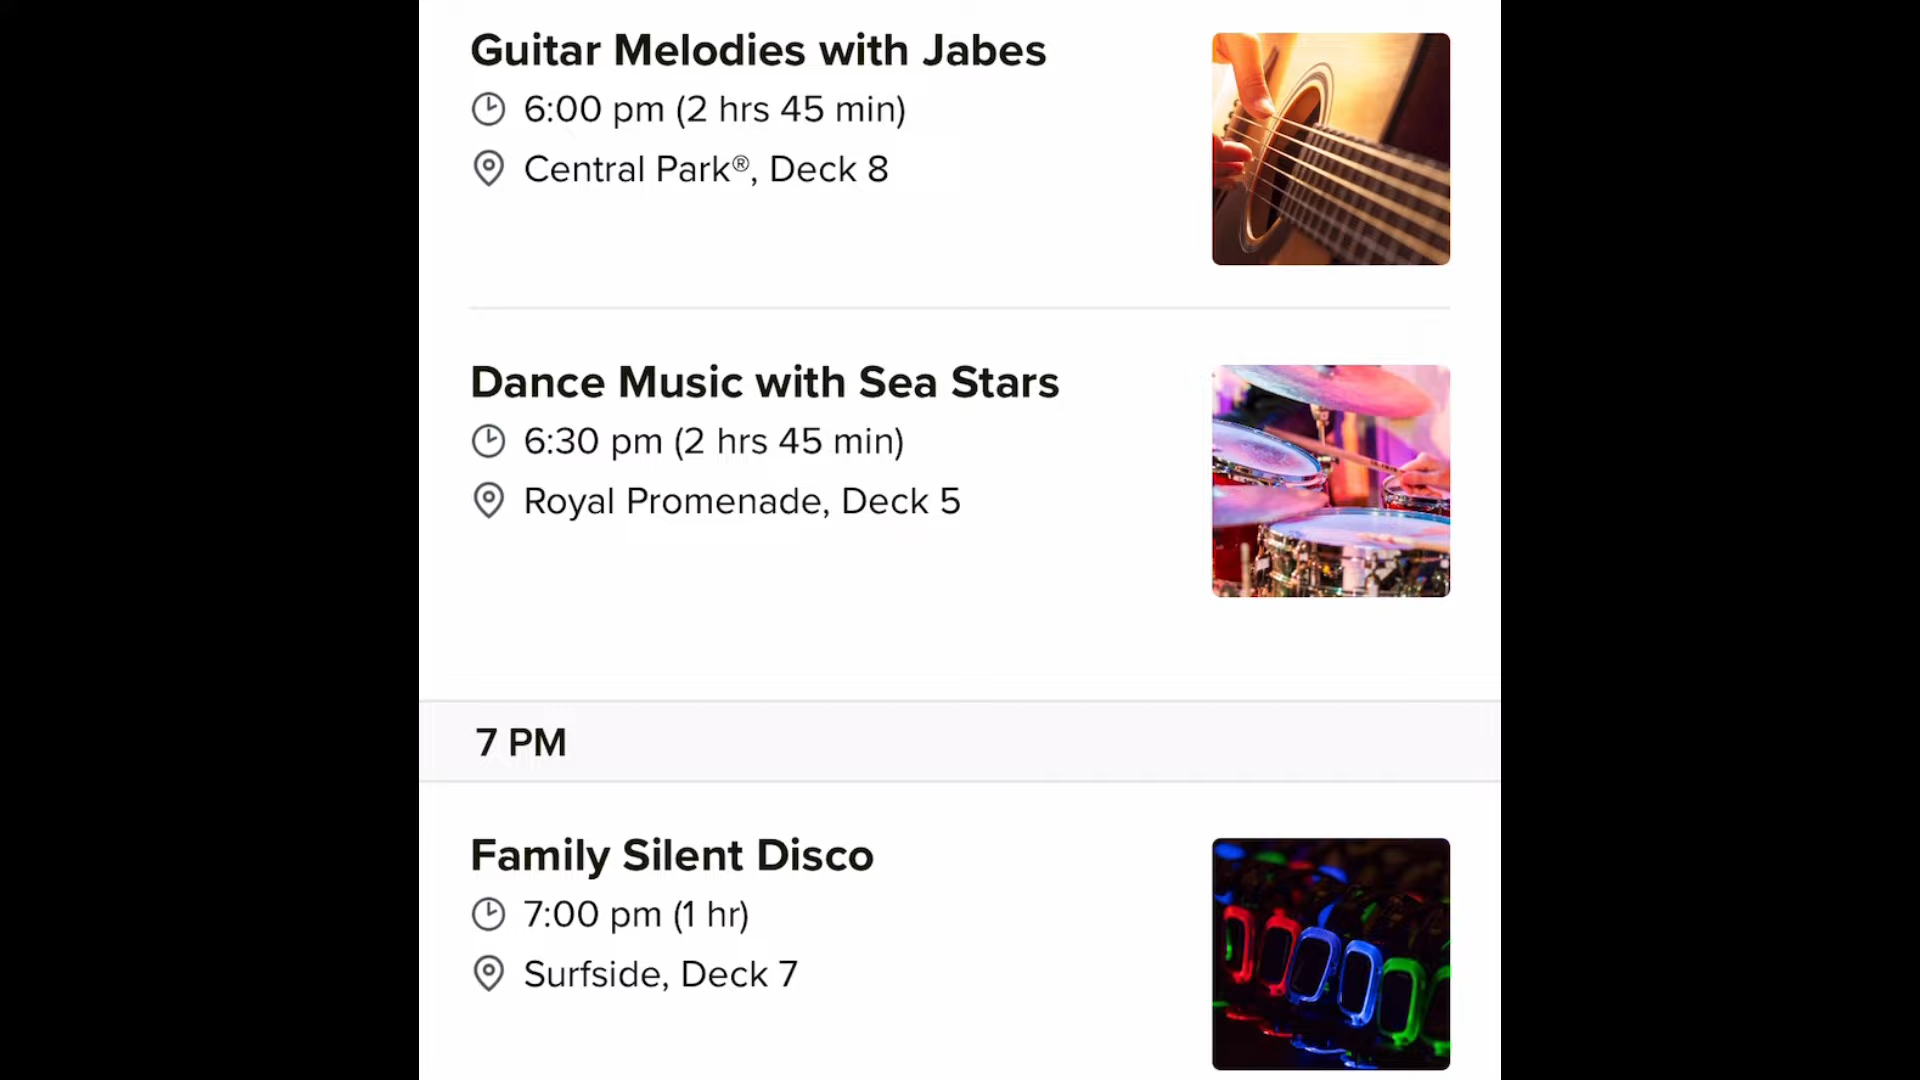 Guitar Melodies with Jabes
6:00 pm (2 hrs 45 min)
Central Park®, Deck 8
Dance Music with Sea Stars
6:30 pm (2 hrs 45 min)
Royal Promenade, Deck 5
7 PM
Family Silent Disco
7:00 pm (1 hr)
Surfside, Deck 7